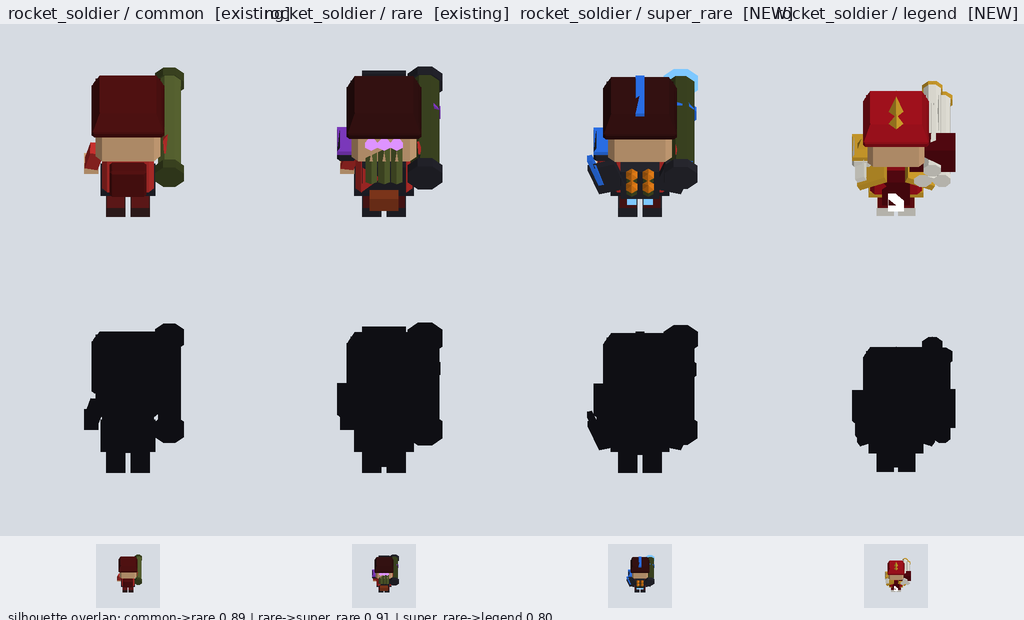 rocket_soldier / common [existing]
rocket_soldier / rare [existing]
rocket_soldier / super_rare [NEW]
rocket_soldier / legend [NEW]
silhouette overlap: common->rare 0.89 | rare->super_rare 0.91 | super_rare->legend 0.80